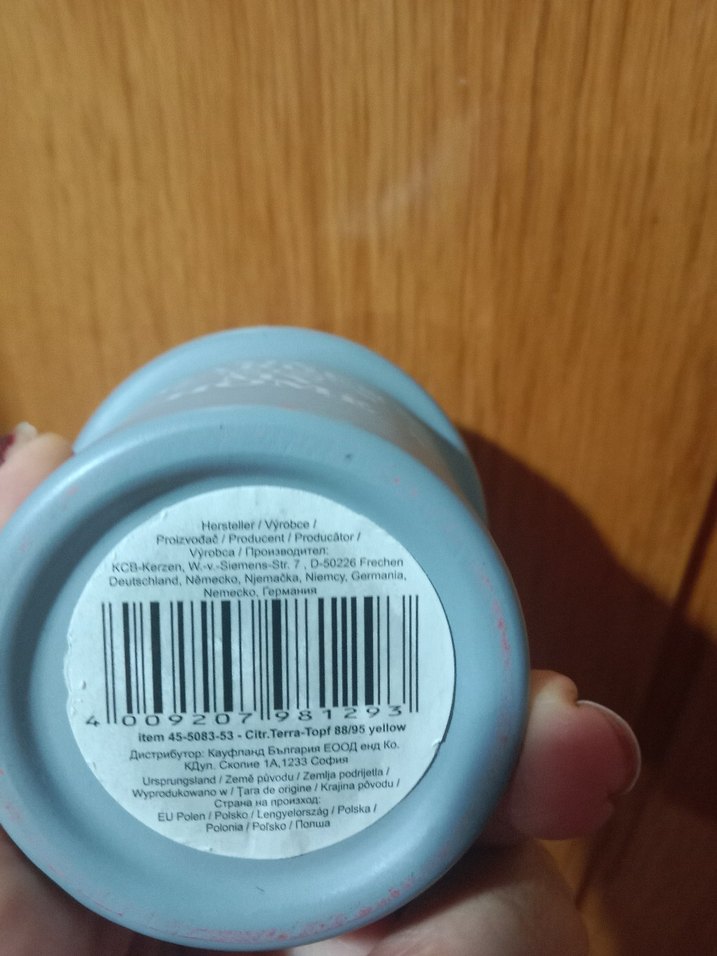 Hersteller / Výrobce /
Proizvođač / Producent / Producător /
Výrobca / Производител:
KCB-Kerzen, W.-v.-Siemens-Str. 7 , D-50226 Frechen
Deutschland, Německo, Njemačka, Niemcy, Germania,
Nemecko, Германия
4 009207 981293
item 45-5083-53 - Citr.Terra-Topf 88/95 yellow
Дистрибутор: Кауфланд България ЕООД енд Ко.
КДул. Скопие 1А,1233 София
Ursprungsland / Země původu / Zemlja podrijetla /
Wyprodukowano w / Țara de origine / Krajina pôvodu /
Страна на произход:
EU Polen / Polsko / Lengyelország / Polska /
Polonia / Poľsko / Полша